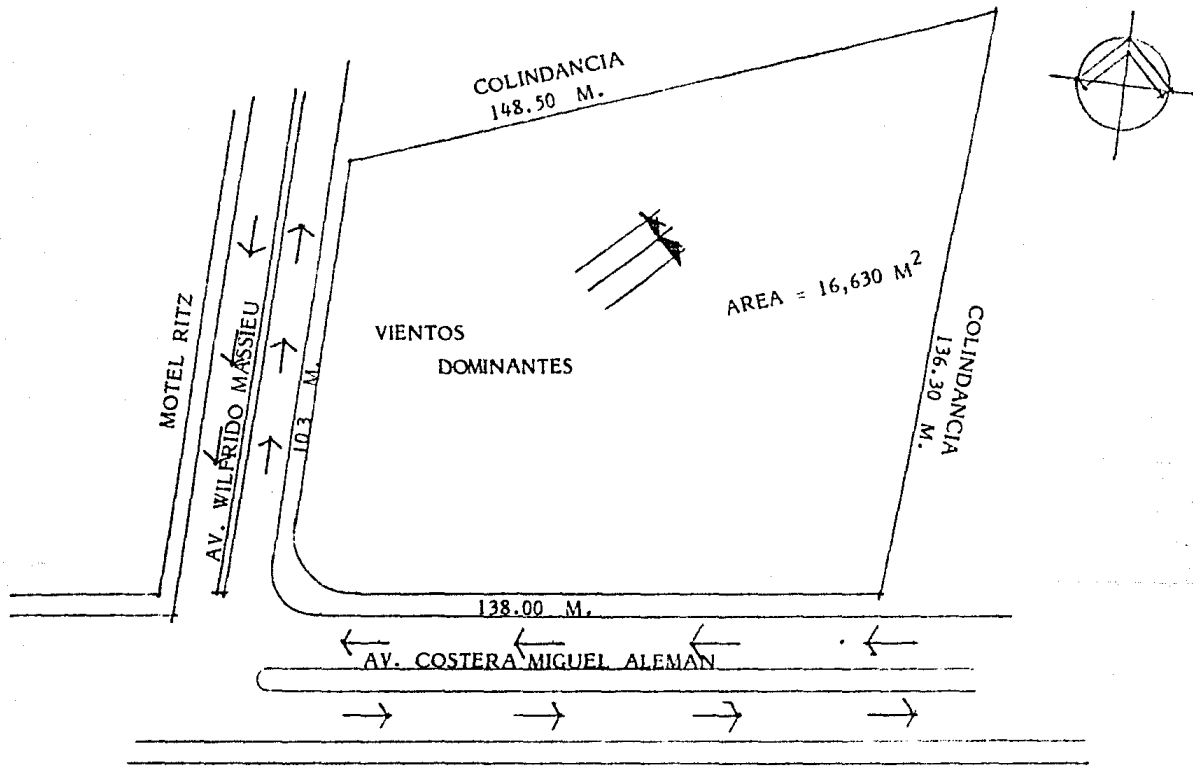 COLINDANCIA
148.50 M.
AREA = 16,630 M²
VIENTOS
DOMINANTES
COLINDANCIA
136.30 M.
MOTEL RITZ
AV. WILFRIDO MASSIEU
103 M.
138.00 M.
AV. COSTERA MIGUEL ALEMAN